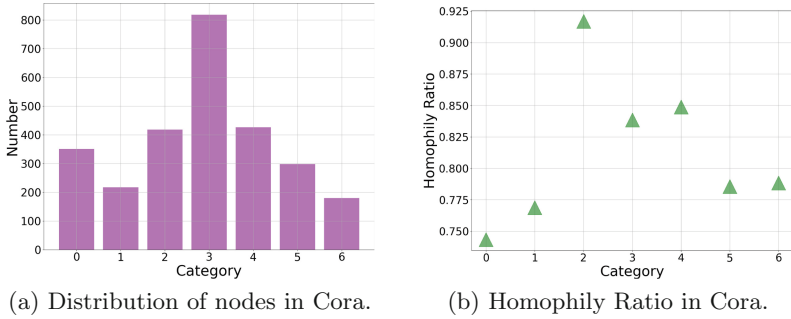 800
700
600
500
400
300
200
100
0
Number
0 1 2 3 4 5 6
Category
(a) Distribution of nodes in Cora.
0.925
0.900
0.875
0.850
0.825
0.800
0.775
0.750
Homophily Ratio
0 1 2 3 4 5 6
Category
(b) Homophily Ratio in Cora.